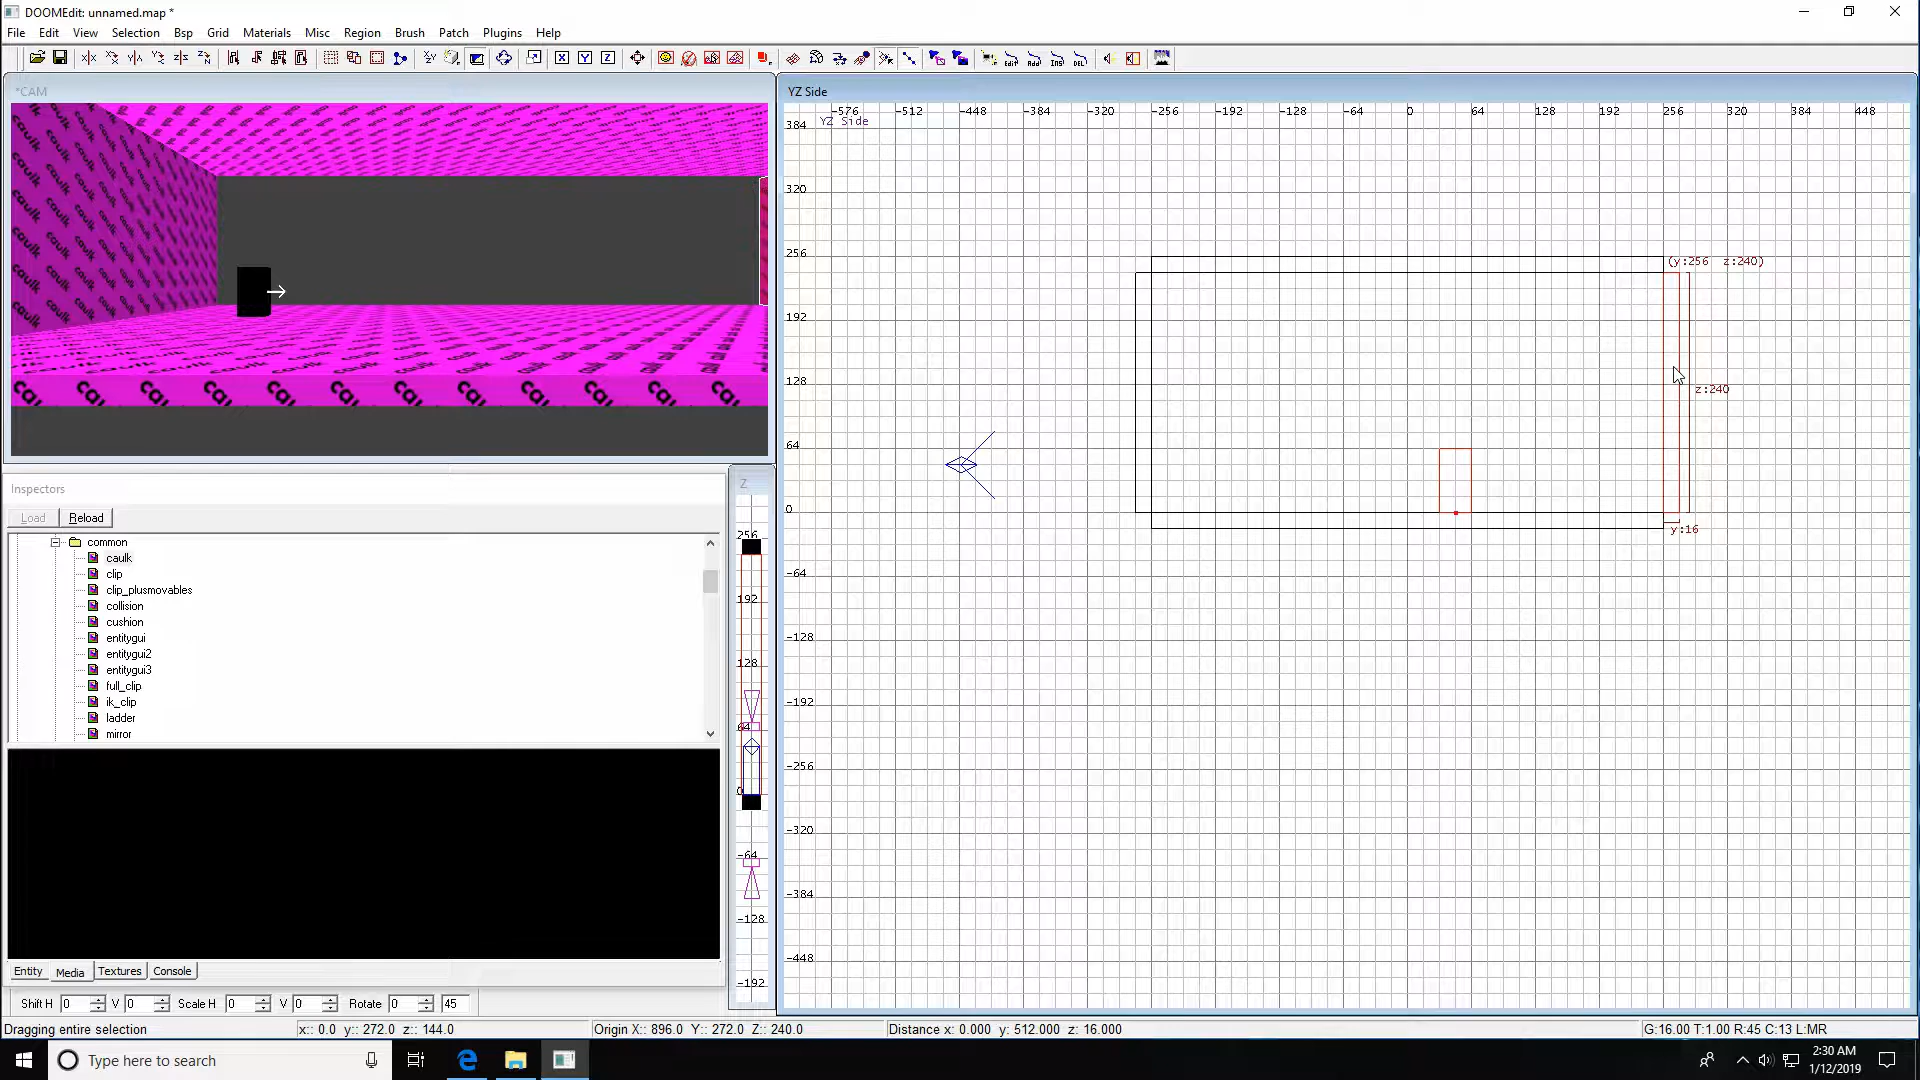 DOOMEdit: unnamed.map *
File Edit View Selection Bsp Grid Materials Misc Region Brush Patch Plugins Help
*CAM
caulk
YZ Side
-576 -512 -448 -384 -320 -256 -192 -128 -64 0 64 128 192 256 320 384 448
YZ Side
384
320
256
(y:256 z:240)
192
128
z:240
64
0
y:16
-64
-128
-192
-256
-320
-384
-448
Inspectors
Load Reload
common
caulk
clip
clip_plusmovables
collision
cushion
entitygui
entitygui2
entitygui3
full_clip
ik_clip
ladder
mirror
Z
256
192
128
64
0
-64
-128
-192
Entity Media Textures Console
Shift H 0 V 0 Scale H 0 V 0 Rotate 0 45
Dragging entire selection x:: 0.0 y:: 272.0 z:: 144.0 Origin X:: 896.0 Y:: 272.0 Z:: 240.0 Distance x: 0.000 y: 512.000 z: 16.000 G:16.00 T:1.00 R:45 C:13 L:MR
Type here to search
2:30 AM
1/12/2019